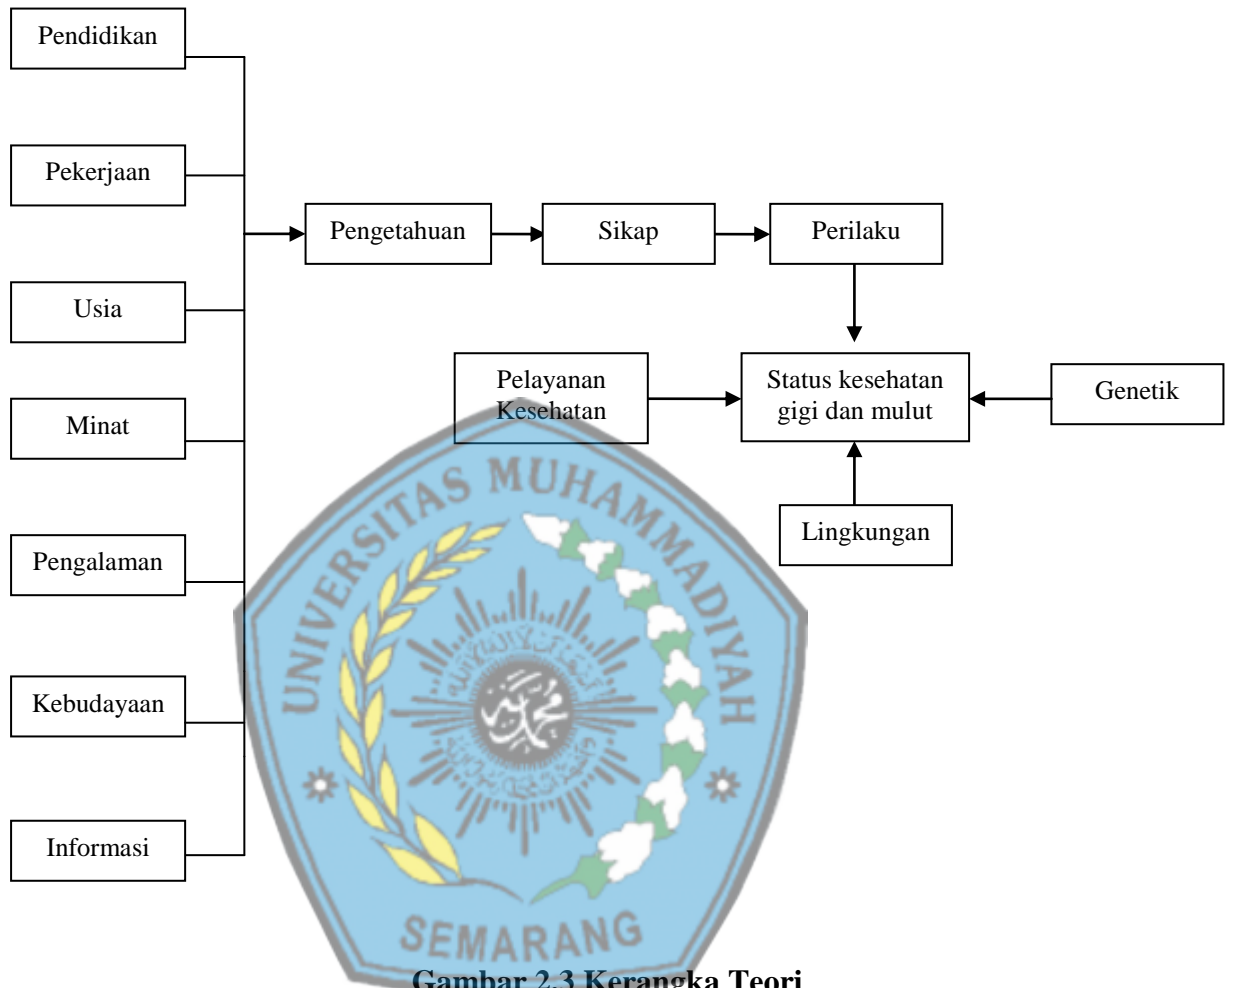 Pendidikan
Pekerjaan
Usia
Minat
Pengalaman
Kebudayaan
Informasi
Pengetahuan
Sikap
Perilaku
Pelayanan
Kesehatan
Status kesehatan
gigi dan mulut
Genetik
Lingkungan
UNIVERSITAS MUHAMMADIYAH
SEMARANG
Gambar 2.3 Kerangka Teori